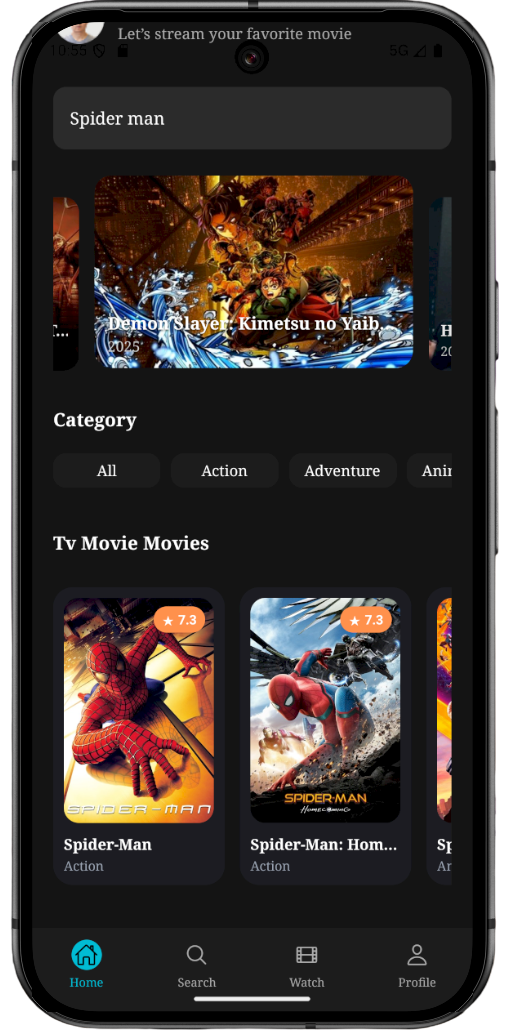 Let's stream your favorite movie
10:55
5G
Spider man
T...
Demon Slayer: Kimetsu no Yaib...
2025
H
20
Category
All
Action
Adventure
Anir
Tv Movie Movies
★ 7.3
★ 7.3
SPIDER-MAN
SPIDER-MAN
HOMECOMING
Spider-Man
Action
Spider-Man: Hom...
Action
Sp
Home
Search
Watch
Profile